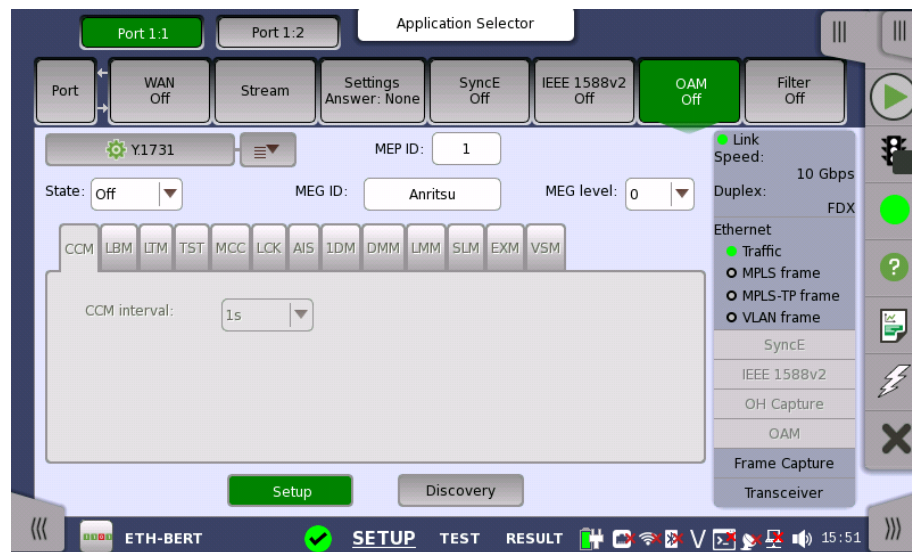 Application Selector
Port 1:1
Port 1:2
Port
WAN
Off
Stream
Settings
Answer: None
SyncE
Off
IEEE 1588v2
Off
OAM
Off
Filter
Off
Y.1731
MEP ID:
1
State:
Off
MEG ID:
Anritsu
MEG level:
0
CCM
LBM
LTM
TST
MCC
LCK
AIS
1DM
DMM
LMM
SLM
EXM
VSM
CCM interval:
1s
Setup
Discovery
Link
Speed:
10 Gbps
Duplex:
FDX
Ethernet
Traffic
MPLS frame
MPLS-TP frame
VLAN frame
SyncE
IEEE 1588v2
OH Capture
OAM
Frame Capture
Transceiver
ETH-BERT
SETUP
TEST
RESULT
V
15:51